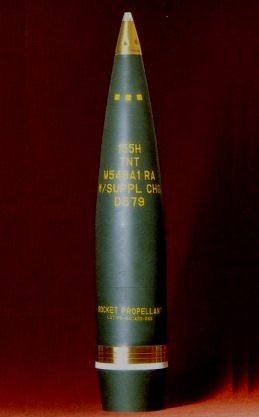 155H
TNT
M549A1 RA
W/SUPPL CHG
D579
ROCKET PROPELLANT